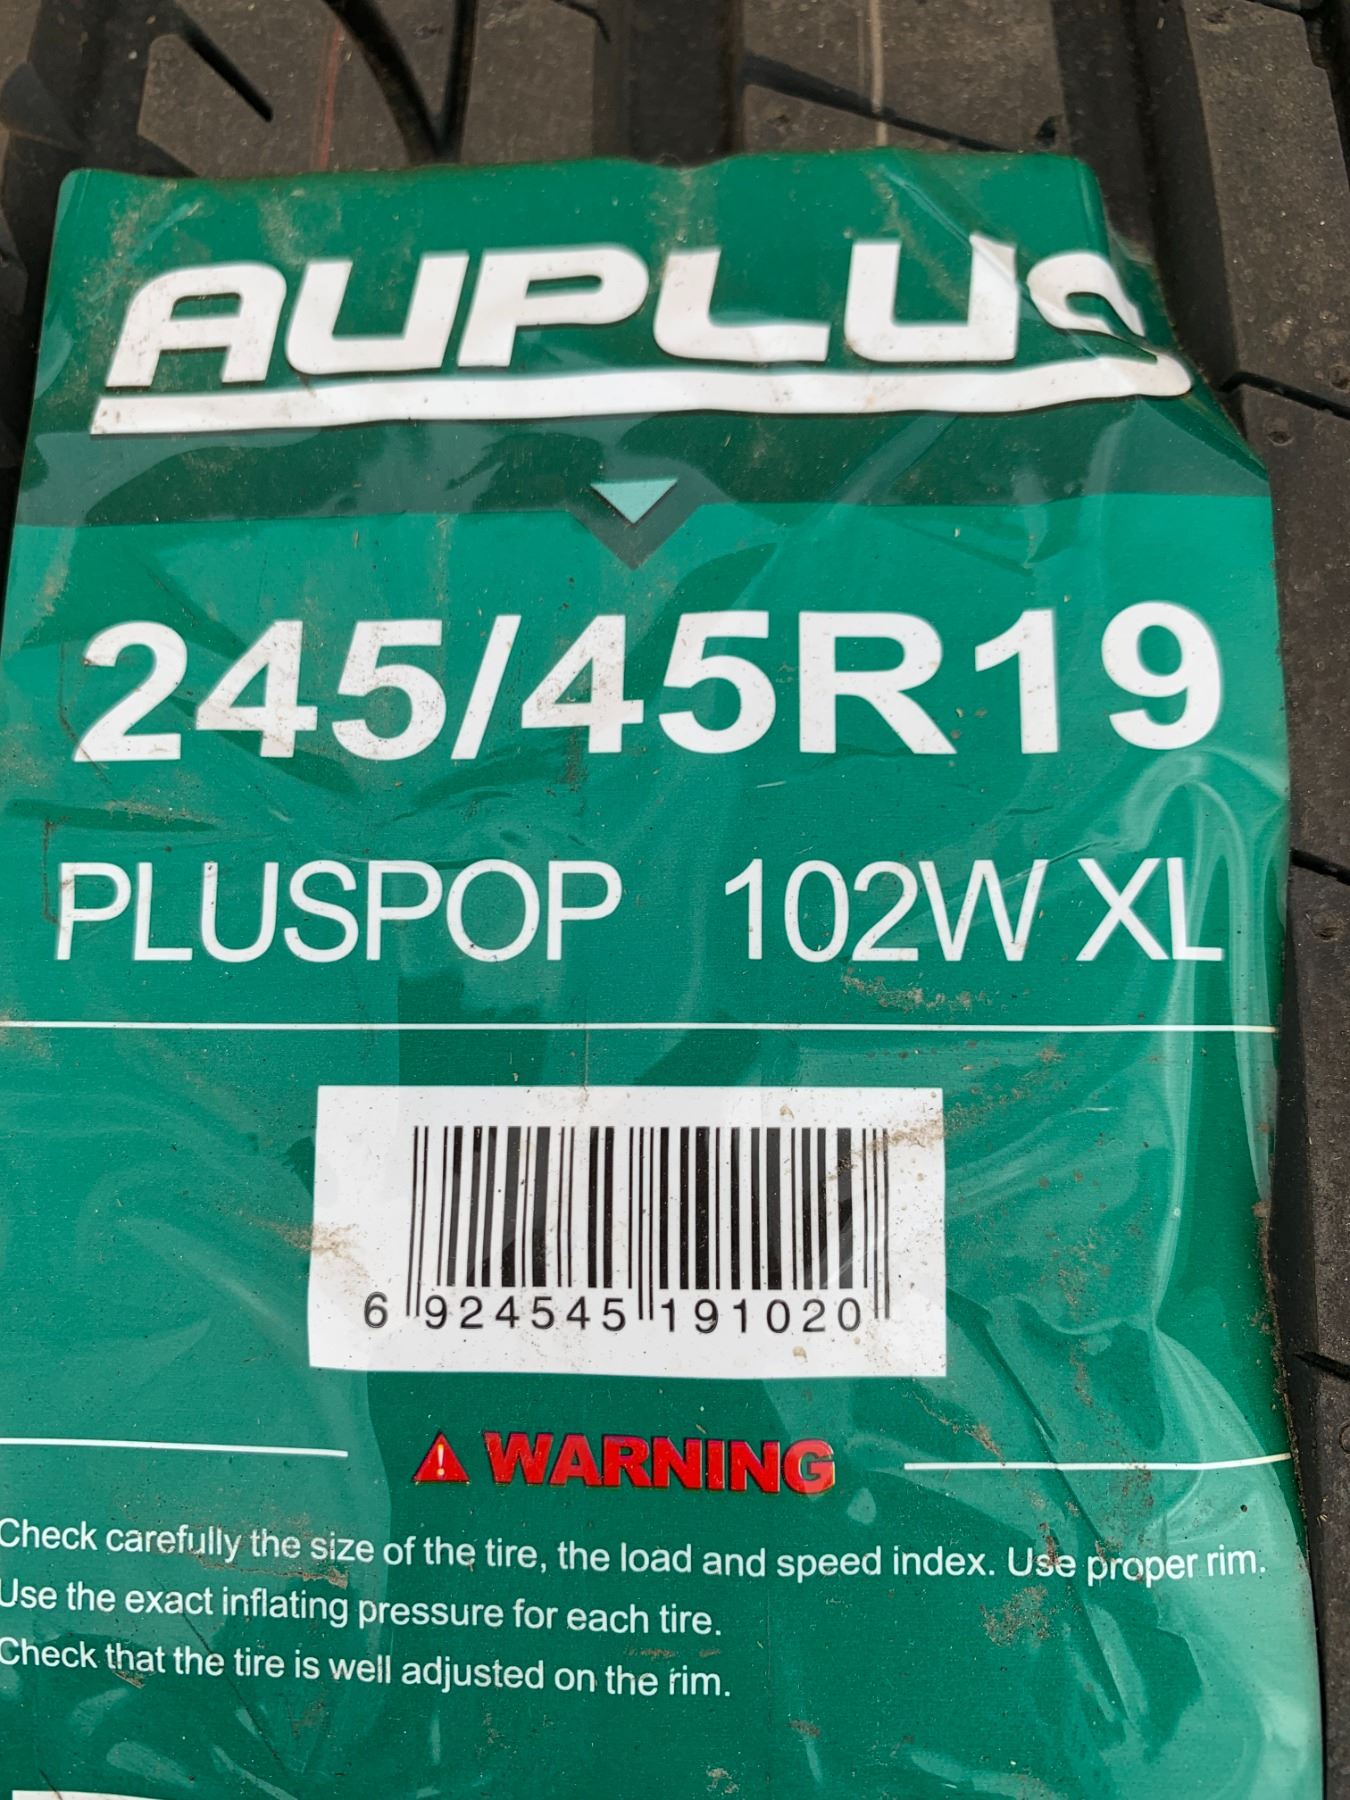 AUPLUS
245/45R19
PLUSPOP 102W XL
6 924545 191020
WARNING
Check carefully the size of the tire, the load and speed index. Use proper rim.
Use the exact inflating pressure for each tire.
Check that the tire is well adjusted on the rim.